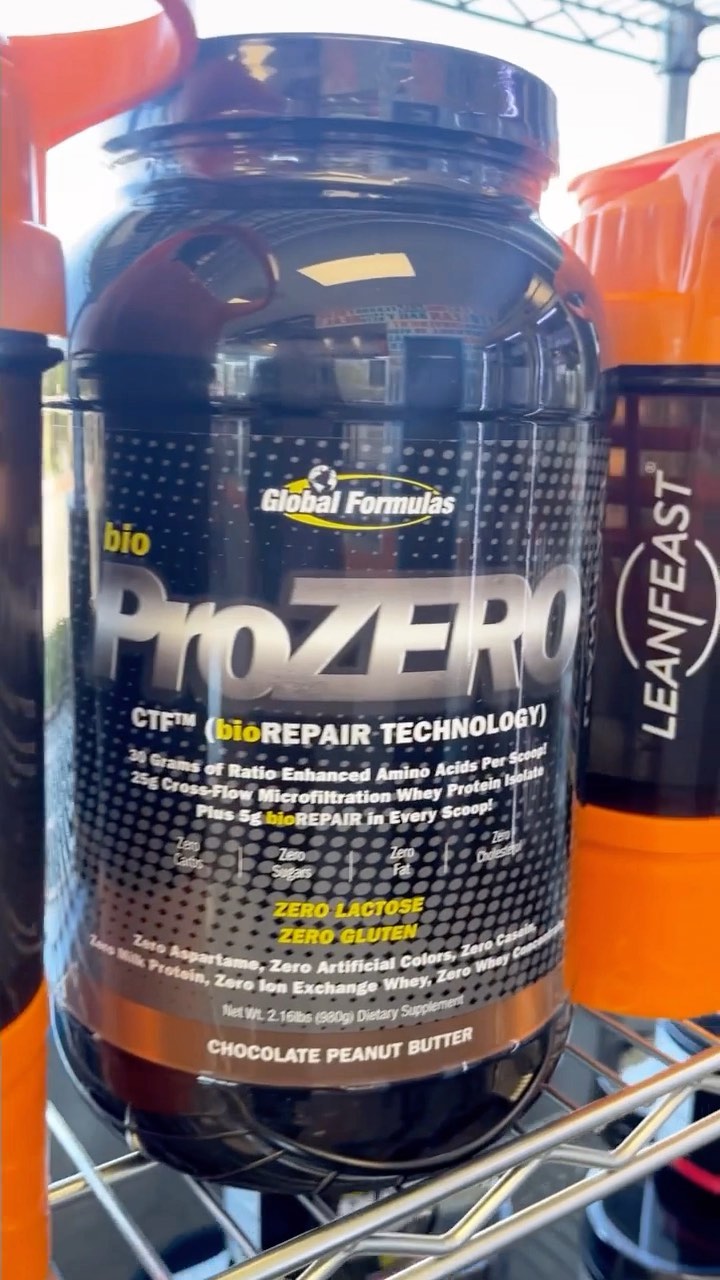 Global Formulas
bio
ProZERO
CTF™ (bioREPAIR TECHNOLOGY)
30 Grams of Ratio Enhanced Amino Acids Per Scoop!
25g Cross-Flow Microfiltration Whey Protein Isolate
Plus 5g bioREPAIR in Every Scoop!
Zero Carbs | Zero Sugars | Zero Fat | Zero Cholesterol
ZERO LACTOSE
ZERO GLUTEN
Zero Aspartame, Zero Artificial Colors, Zero Casein,
Zero Milk Protein, Zero Ion Exchange Whey, Zero Whey Concentrate
Net Wt. 2.16lbs (980g) Dietary Supplement
CHOCOLATE PEANUT BUTTER
LEANFEAST®